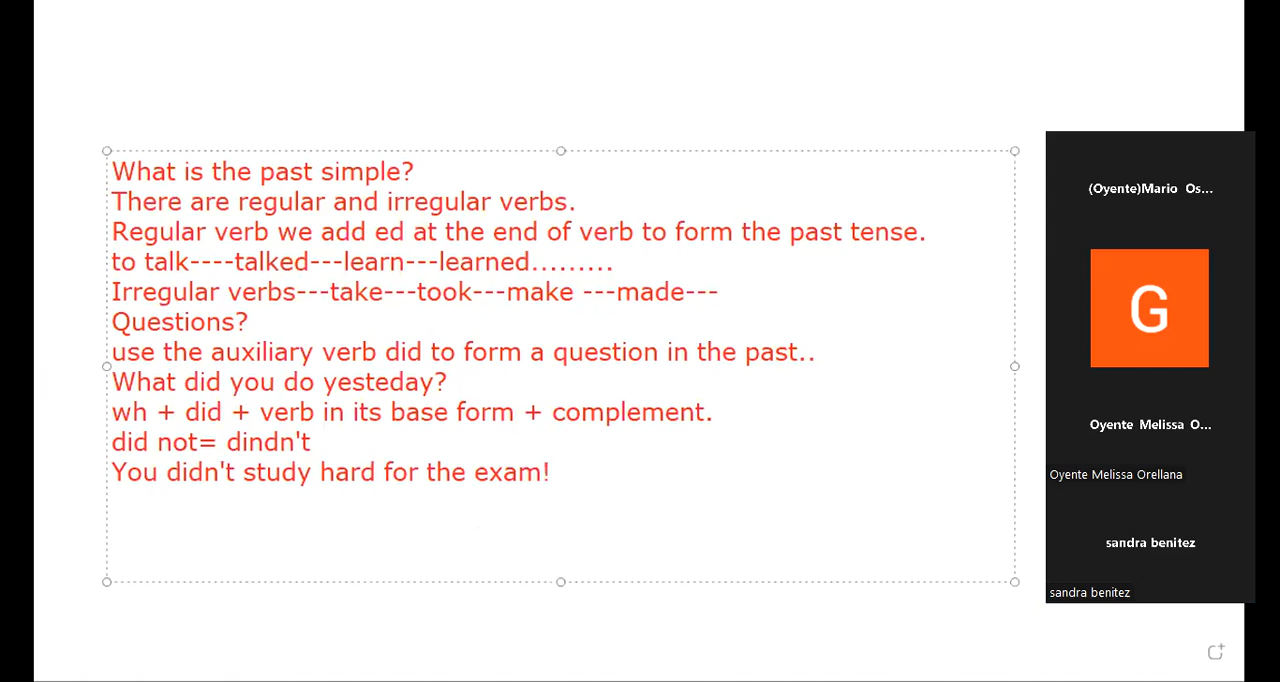 What is the past simple?
There are regular and irregular verbs.
Regular verb we add ed at the end of verb to form the past tense.
to talk----talked---learn---learned.........
Irregular verbs---take---took---make ---made---
Questions?
use the auxiliary verb did to form a question in the past..
What did you do yesteday?
wh + did + verb in its base form + complement.
did not= dindn't
You didn't study hard for the exam!
(Oyente)Mario Os...
G
Oyente Melissa O...
Oyente Melissa Orellana
sandra benitez
sandra benitez